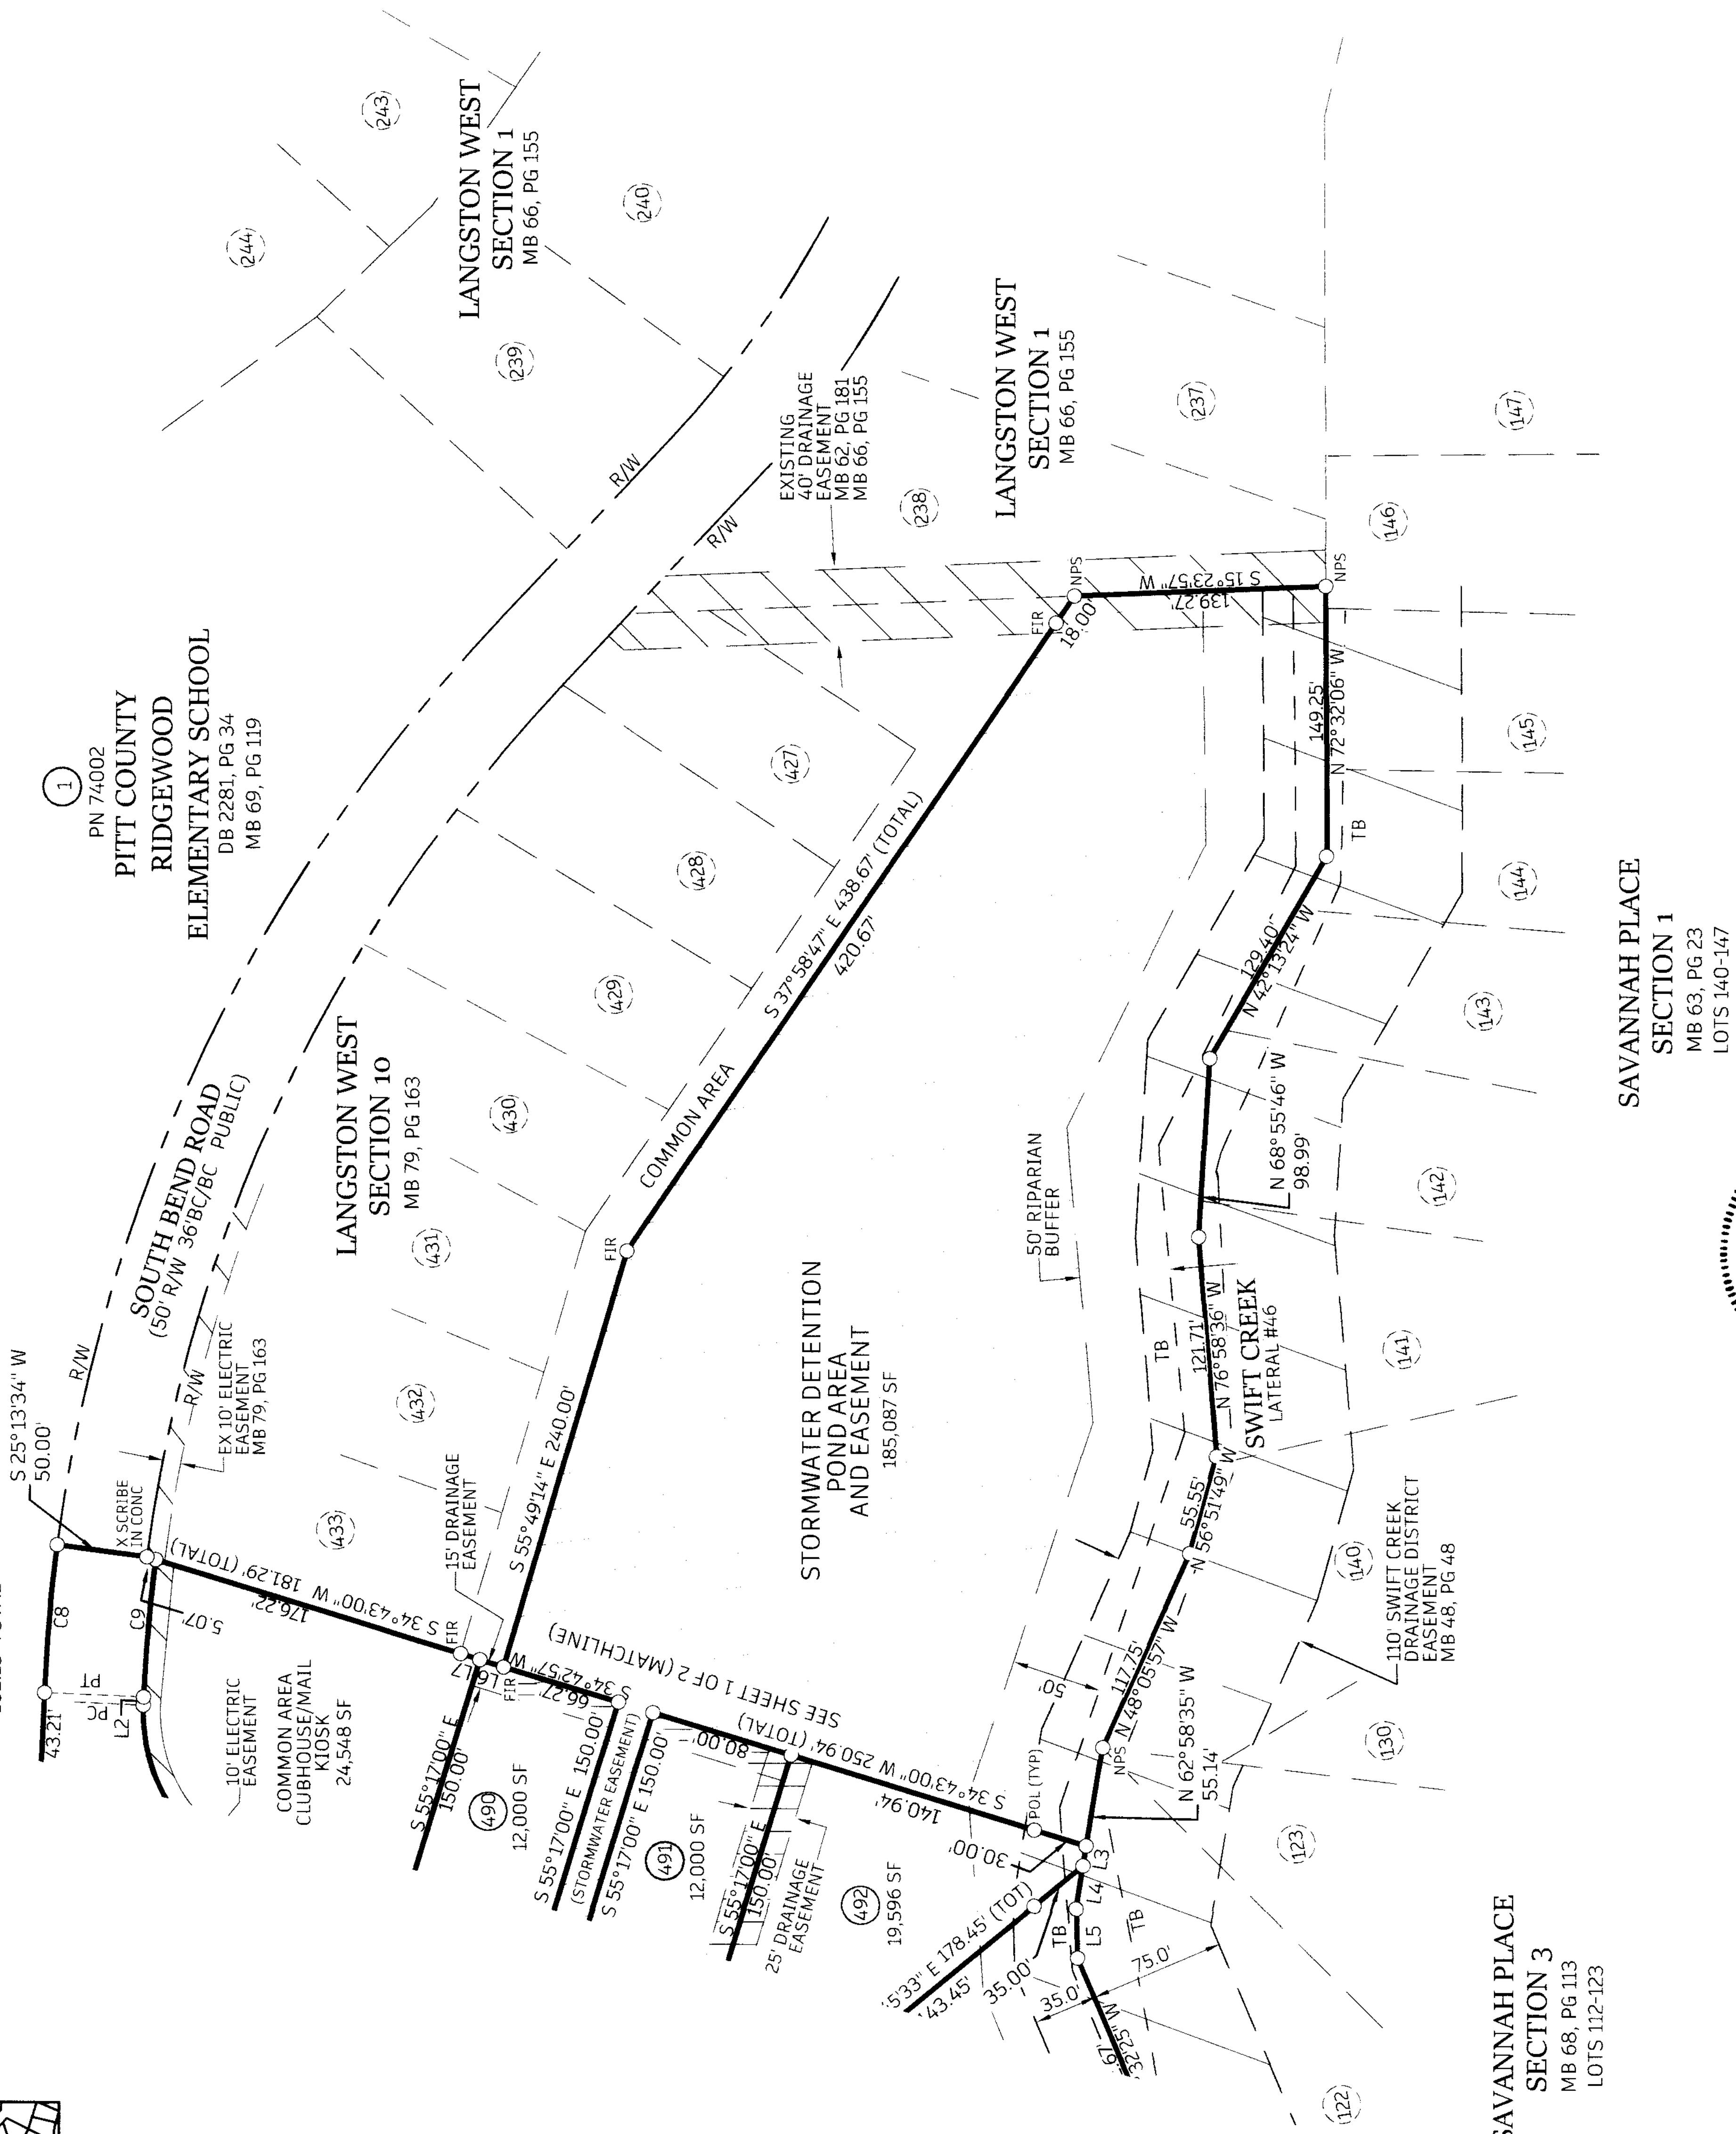 1
PN 74002
PITT COUNTY
RIDGEWOOD
ELEMENTARY SCHOOL
DB 2281, PG 34
MB 69, PG 119
244
243
LANGSTON WEST
SECTION 1
MB 66, PG 155
240
239
R/W
R/W
SOUTH BEND ROAD
(50' R/W 36'BC/BC PUBLIC)
R/W
R/W
S 25°13'34" W
50.00'
X SCRIBE
IN CONC
EX 10' ELECTRIC
EASEMENT
MB 79, PG 163
LANGSTON WEST
SECTION 10
MB 79, PG 163
433
432
431
430
429
428
427
EXISTING
40' DRAINAGE
EASEMENT
MB 62, PG 181
MB 66, PG 155
238
LANGSTON WEST
SECTION 1
MB 66, PG 155
237
43.21'
C8
C9
PC
PT
L2
5.07'
S 34°43'00" W 181.29' (TOTAL)
176.22'
10' ELECTRIC
EASEMENT
COMMON AREA
CLUBHOUSE/MAIL
KIOSK
24,548 SF
15' DRAINAGE
EASEMENT
FIR
L7
L6
FIR
S 55°49'14" E 240.00'
FIR
COMMON AREA
S 37°58'47" E 438.67' (TOTAL)
420.67'
FIR
18.00'
NPS
S 15°23'57" W
139.27'
NPS
S 55°17'00" E
150.00'
490
12,000 SF
S 34°42'57" W
66.27'
S 55°17'00" E 150.00'
(STORMWATER EASEMENT)
S 55°17'00" E 150.00'
491
12,000 SF
80.00'
SEE SHEET 1 OF 2 (MATCHLINE)
S 34°43'00" W 250.94' (TOTAL)
140.94'
S 55°17'00" E
150.00'
25' DRAINAGE
EASEMENT
492
19,596 SF
POL (TYP)
30.00'
STORMWATER DETENTION
POND AREA
AND EASEMENT
185,087 SF
50' RIPARIAN
BUFFER
50'
5'33" E 178.45' (TOT)
43.45'
35.00'
35.0'
75.0'
TB
TB
L3
L4
L5
67'
32'25" W
NPS
N 62°58'35" W
55.14'
117.75'
N 48°05'57" W
55.55'
N 56°51'49" W
121.71'
N 76°58'36" W
TB
SWIFT CREEK
LATERAL #46
N 68°55'46" W
98.99'
129.40'
N 42°13'24" W
TB
149.25'
N 72°32'06" W
110' SWIFT CREEK
DRAINAGE DISTRICT
EASEMENT
MB 48, PG 48
122
123
130
140
141
142
143
144
145
146
147
SAVANNAH PLACE
SECTION 3
MB 68, PG 113
LOTS 112-123
SAVANNAH PLACE
SECTION 1
MB 63, PG 23
LOTS 140-147